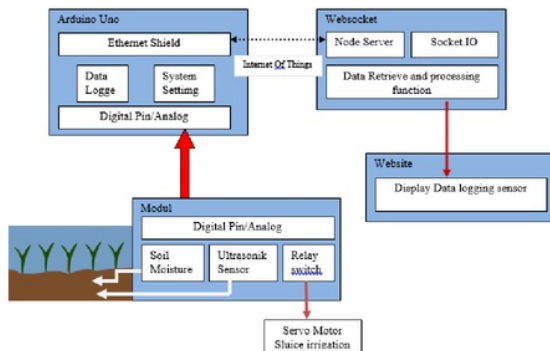 Arduino Uno
Ethernet Shield
Data
Logge
System
Settimg
Digital Pin/Analog
Internet Of Things
Websocket
Node Server
Socket.IO
Data Retrieve and processing
function
Website
Display Data logging sensor
Modul
Digital Pin/Analog
Soil
Moisture
Ultrasonik
Sensor
Relay
switch
Servo Motor
Sluice irrigation